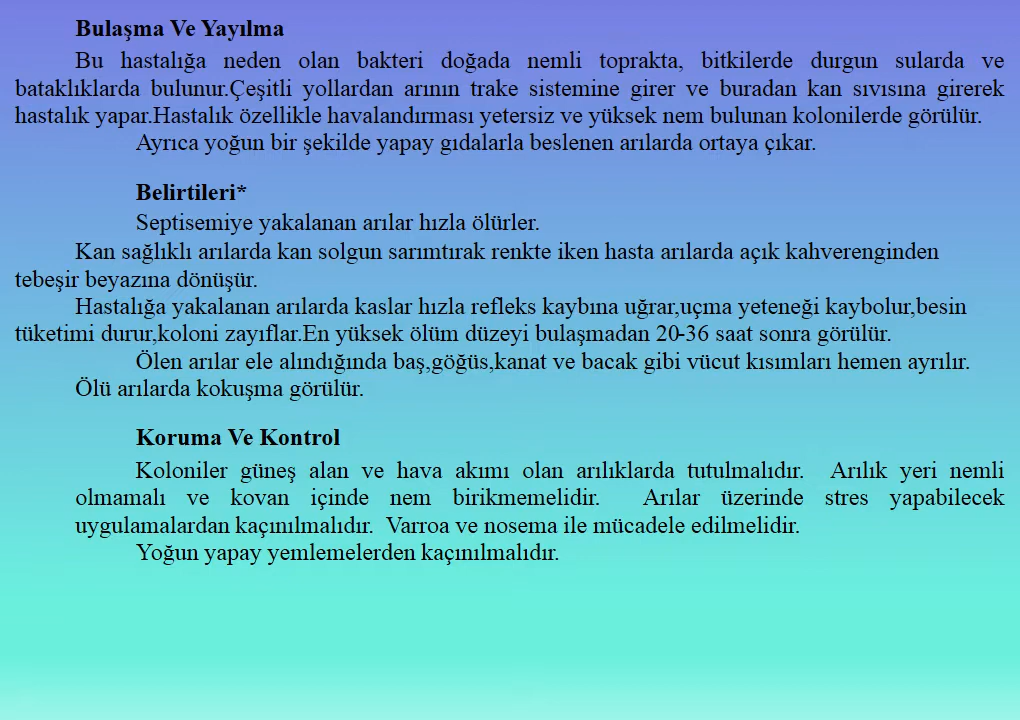 Bulaşma Ve Yayılma
Bu hastalığa neden olan bakteri doğada nemli toprakta, bitkilerde durgun sularda ve
bataklıklarda bulunur.Çeşitli yollardan arının trake sistemine girer ve buradan kan sıvısına girerek
hastalık yapar.Hastalık özellikle havalandırması yetersiz ve yüksek nem bulunan kolonilerde görülür.
Ayrıca yoğun bir şekilde yapay gıdalarla beslenen arılarda ortaya çıkar.
Belirtileri*
Septisemiye yakalanan arılar hızla ölürler.
Kan sağlıklı arılarda kan solgun sarımtırak renkte iken hasta arılarda açık kahverenginden
tebeşir beyazına dönüşür.
Hastalığa yakalanan arılarda kaslar hızla refleks kaybına uğrar,uçma yeteneği kaybolur,besin
tüketimi durur,koloni zayıflar.En yüksek ölüm düzeyi bulaşmadan 20-36 saat sonra görülür.
Ölen arılar ele alındığında baş,göğüs,kanat ve bacak gibi vücut kısımları hemen ayrılır.
Ölü arılarda kokuşma görülür.
Koruma Ve Kontrol
Koloniler güneş alan ve hava akımı olan arılıklarda tutulmalıdır. Arılık yeri nemli
olmamalı ve kovan içinde nem birikmemelidir. Arılar üzerinde stres yapabilecek
uygulamalardan kaçınılmalıdır. Varroa ve nosema ile mücadele edilmelidir.
Yoğun yapay yemlemelerden kaçınılmalıdır.